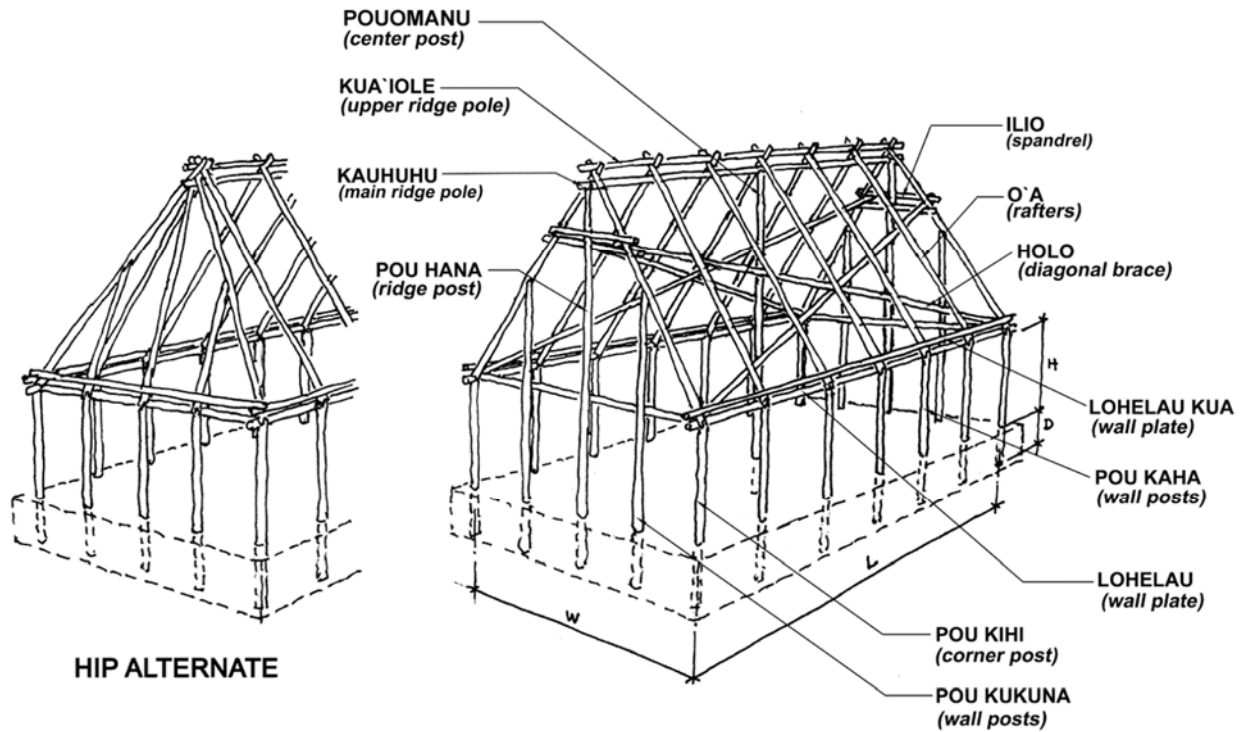 POUOMANU
(center post)
KUA`IOLE
(upper ridge pole)
KAUHUHU
(main ridge pole)
POU HANA
(ridge post)
ILIO
(spandrel)
O`A
(rafters)
HOLO
(diagonal brace)
H
D
LOHELAU KUA
(wall plate)
POU KAHA
(wall posts)
L
LOHELAU
(wall plate)
W
POU KIHI
(corner post)
POU KUKUNA
(wall posts)
HIP ALTERNATE